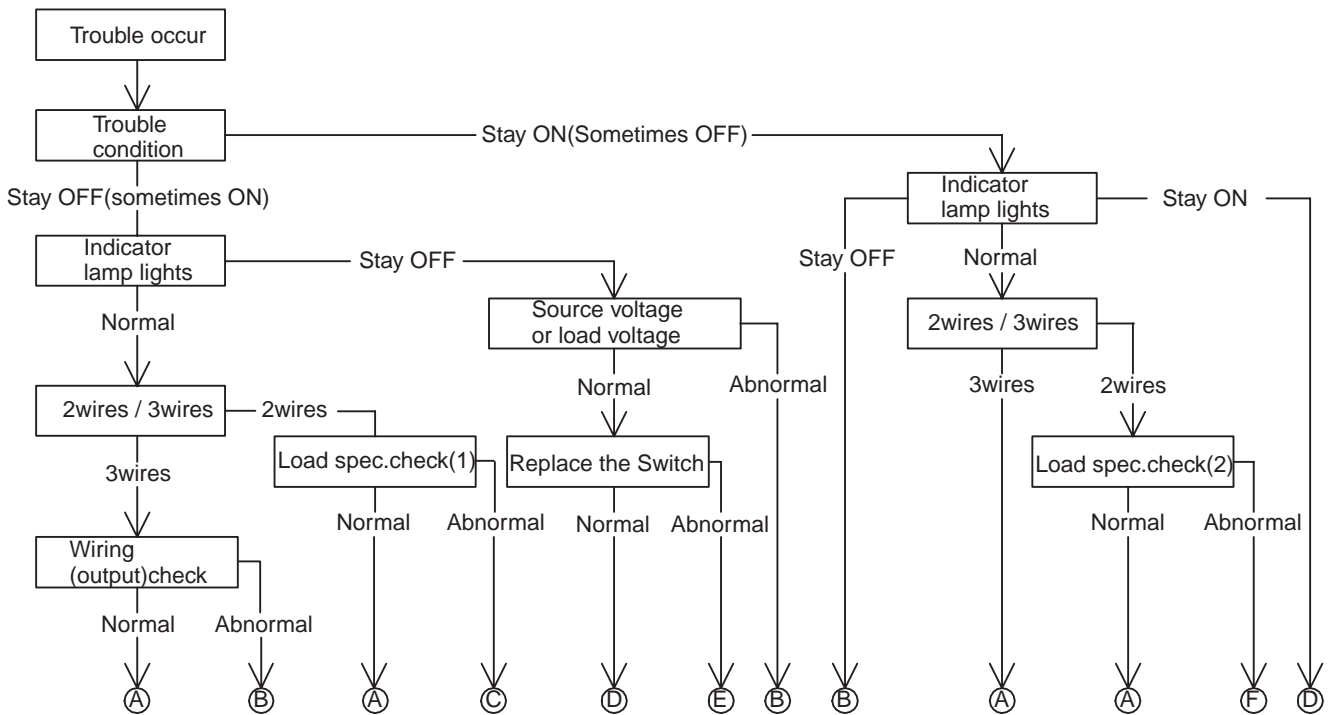 Trouble occur
Trouble
condition
Stay ON(Sometimes OFF)
Stay OFF(sometimes ON)
Indicator
lamp lights
Stay ON
Indicator
lamp lights
Stay OFF
Stay OFF
Normal
Normal
Source voltage
or load voltage
2wires / 3wires
Normal
Abnormal
3wires
2wires
2wires / 3wires
2wires
Load spec.check(1)
Replace the Switch
Load spec.check(2)
3wires
Normal
Abnormal
Normal
Abnormal
Normal
Abnormal
Wiring
(output)check
Normal
Abnormal
A
B
A
C
D
E
B
B
A
A
F
D